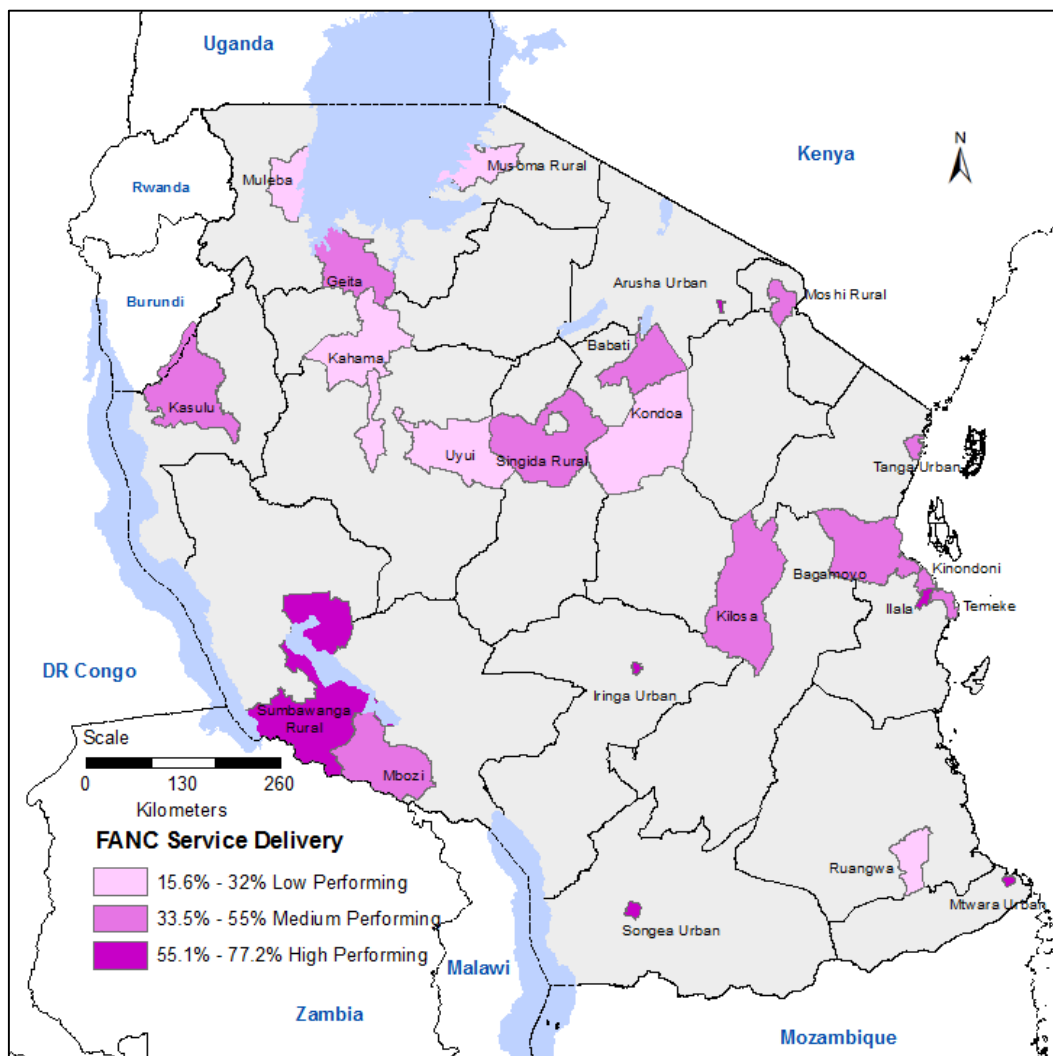 Uganda
Kenya
N
Rwanda
Muleba
Musoma Rural
Burundi
Geita
Arusha Urban
Moshi Rural
Babati
Kahama
Kasulu
Kondoa
Uyui
Singida Rural
Tanga Urban
Bagamoyo
Kinondoni
Ilala
Temeke
Kilosa
DR Congo
Iringa Urban
Sumbawanga
Rural
Mbozi
Scale
0 130 260
Kilometers
FANC Service Delivery
15.6% - 32% Low Performing
33.5% - 55% Medium Performing
55.1% - 77.2% High Performing
Ruangwa
Mtwara Urban
Songea Urban
Malawi
Zambia
Mozambique